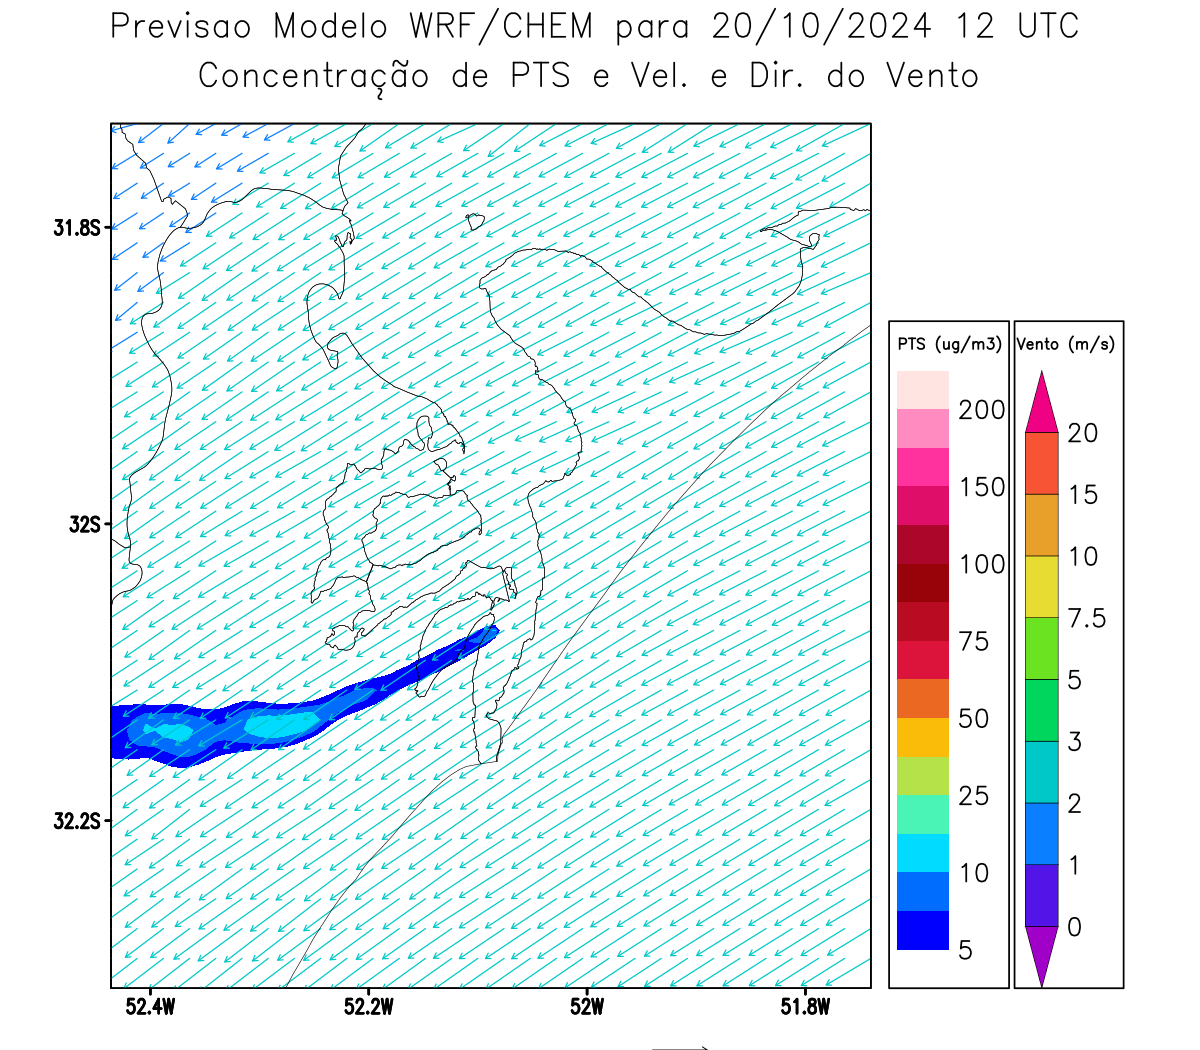 Previsao Modelo WRF/CHEM para 20/10/2024 12 UTC
Concentração de PTS e Vel. e Dir. do Vento
31.8S
32S
32.2S
52.4W
52.2W
52W
51.8W
PTS (ug/m3)
200
150
100
75
50
25
10
5
Vento (m/s)
20
15
10
7.5
5
3
2
1
0